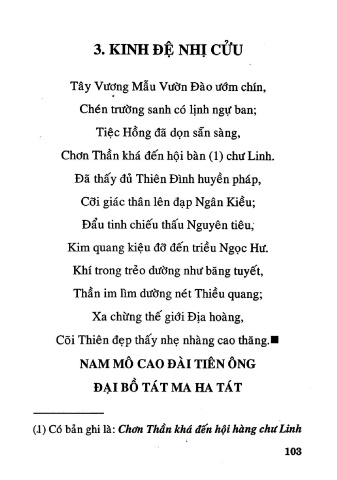 3. KINH ĐỆ NHỊ CỬU
Tây Vương Mẫu Vườn Đào ướm chín,
Chén trường sanh có lịnh ngự ban;
Tiệc Hồng đã dọn sẵn sàng,
Chơn Thần khá đến hội bàn (1) chư Linh.
Đã thấy đủ Thiên Đình huyền pháp,
Cỡi giác thân lên đạp Ngân Kiều;
Đẩu tinh chiếu thấu Nguyên tiêu,
Kim quang kiệu đỡ đến triều Ngọc Hư.
Khí trong trẻo dường như băng tuyết,
Thần im lìm dường nét Thiều quang;
Xa chừng thế giới Địa hoàng,
Cõi Thiên đẹp thấy nhẹ nhàng cao thăng.■
NAM MÔ CAO ĐÀI TIÊN ÔNG
ĐẠI BỒ TÁT MA HA TÁT
(1) Có bản ghi là: Chơn Thần khá đến hội hàng chư Linh
103